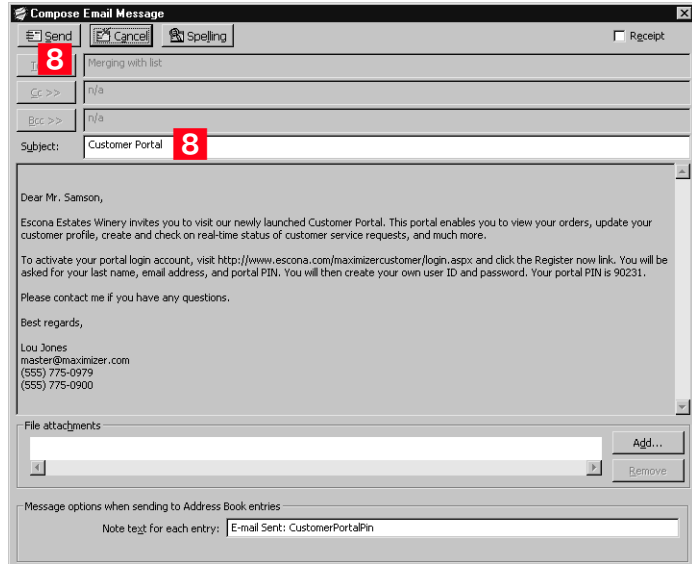 Compose Email Message
Send Cancel Spelling Receipt
8
Merging with list
Cc >> n/a
Bcc >> n/a
Subject: Customer Portal 8
Dear Mr. Samson,
Escona Estates Winery invites you to visit our newly launched Customer Portal. This portal enables you to view your orders, update your
customer profile, create and check on real-time status of customer service requests, and much more.
To activate your portal login account, visit http://www.escona.com/maximizercustomer/login.aspx and click the Register now link. You will be
asked for your last name, email address, and portal PIN. You will then create your own user ID and password. Your portal PIN is 90231.
Please contact me if you have any questions.
Best regards,
Lou Jones
master@maximizer.com
(555) 775-0979
(555) 775-0900
File attachments
Add...
Remove
Message options when sending to Address Book entries
Note text for each entry: E-mail Sent: CustomerPortalPin